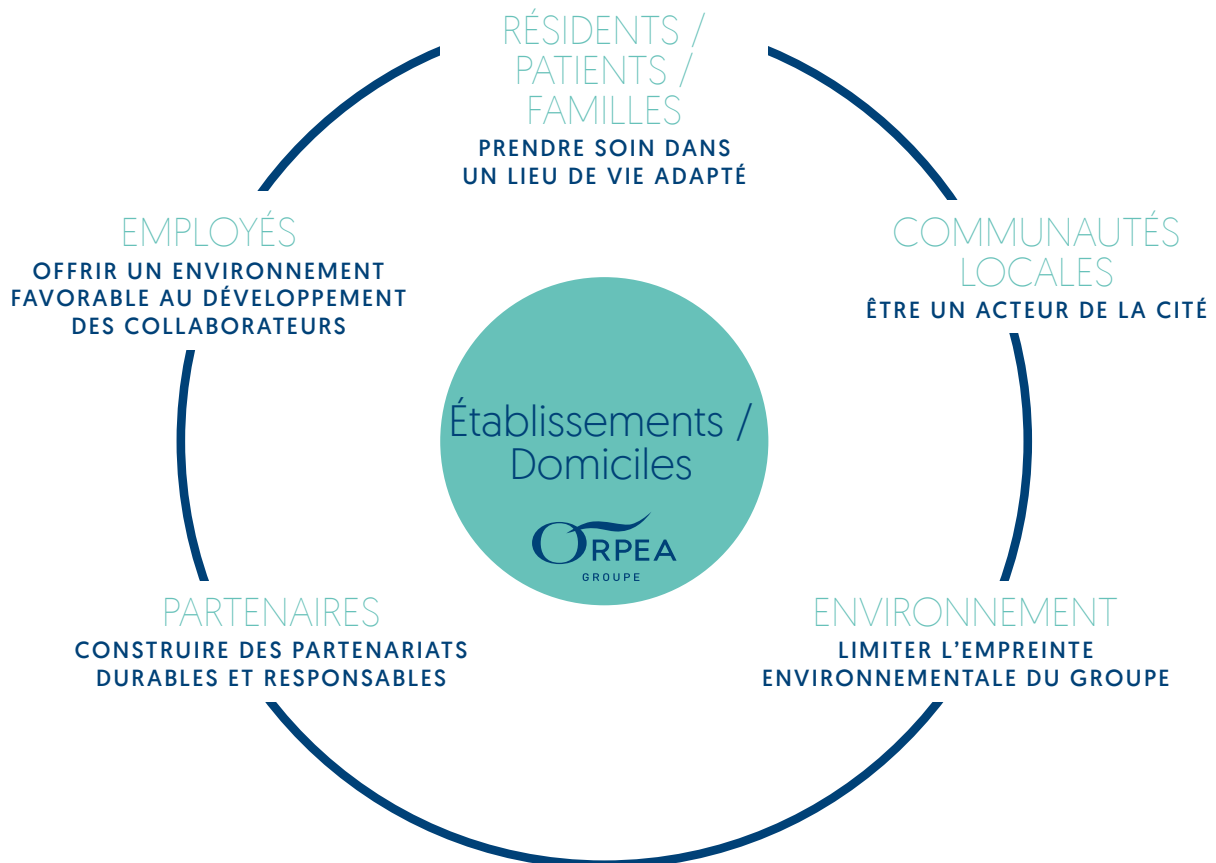 RÉSIDENTS /
PATIENTS /
FAMILLES
PRENDRE SOIN DANS
UN LIEU DE VIE ADAPTÉ
EMPLOYÉS
OFFRIR UN ENVIRONNEMENT
FAVORABLE AU DÉVELOPPEMENT
DES COLLABORATEURS
COMMUNAUTÉS
LOCALES
ÊTRE UN ACTEUR DE LA CITÉ
Établissements /
Domiciles
ORPEA
GROUPE
PARTENAIRES
CONSTRUIRE DES PARTENARIATS
DURABLES ET RESPONSABLES
ENVIRONNEMENT
LIMITER L'EMPREINTE
ENVIRONNEMENTALE DU GROUPE